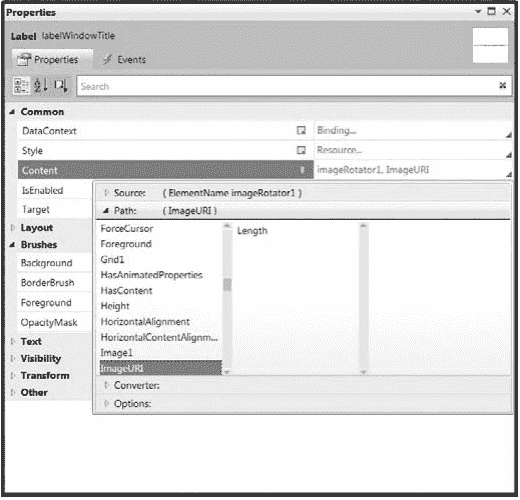 Properties
Label labelWindowTitle
Properties Events
Search
Common
DataContext Binding...
Style Resource...
Content imageRotator1, ImageURI
IsEnabled
Source: ( ElementName imageRotator1 )
Target
Path: ( ImageURI )
Layout
ForceCursor Length
Brushes
Foreground
Background
Grid1
HasAnimatedProperties
BorderBrush
HasContent
Foreground
Height
OpacityMask
HorizontalAlignment
Text
HorizontalContentAlignm...
Visibility
Image1
Transform
ImageURI
Other
Converter:
Options: